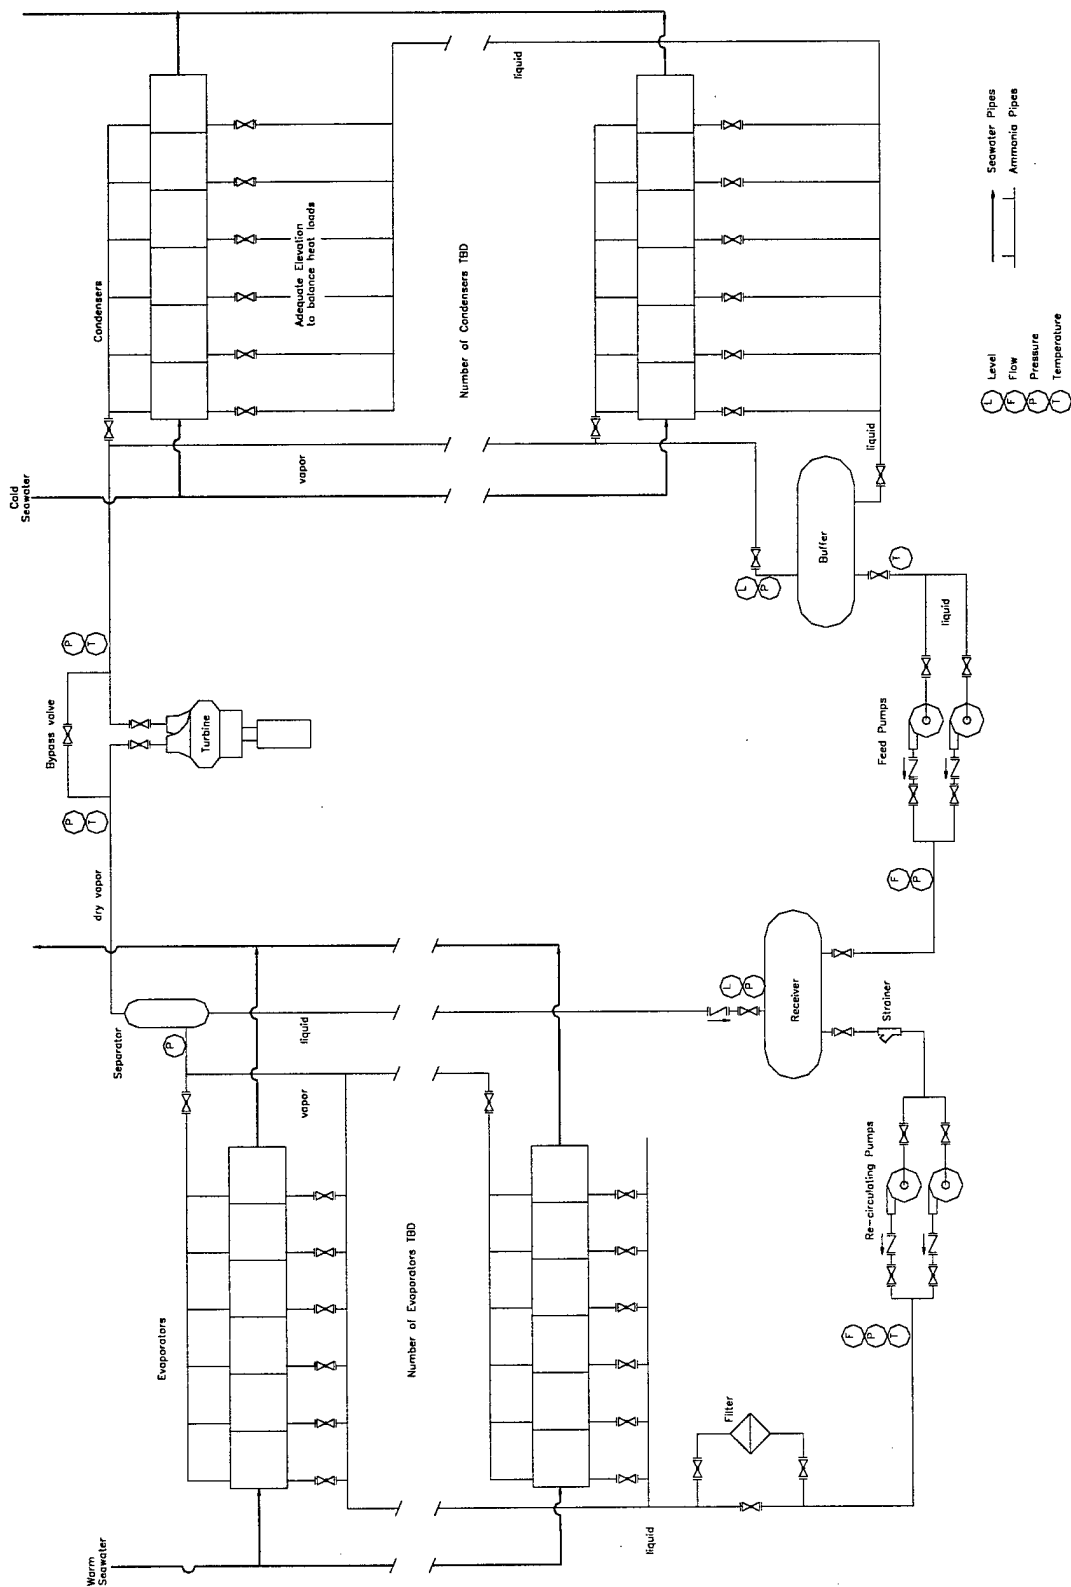 Warm
Seawater
Evaporators
Separator
P
dry vapor
P
T
Bypass valve
Turbine
P
T
Cold
Seawater
Condensers
vapor
liquid
vapor
Adequate Elevation
to balance heat loads
liquid
Number of Evaporators TBD
Number of Condensers TBD
liquid
Filter
F
P
T
Re-circulating Pumps
Strainer
L
P
Receiver
F
P
Feed Pumps
liquid
T
L
P
Buffer
liquid
L Level
F Flow
P Pressure
T Temperature
Seawater Pipes
Ammonia Pipes